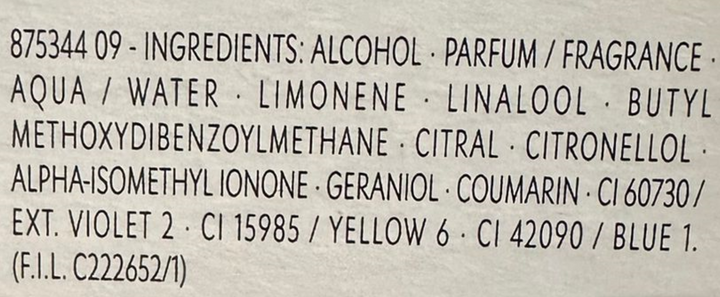 875344 09 - INGREDIENTS: ALCOHOL · PARFUM / FRAGRANCE ·
AQUA / WATER · LIMONENE · LINALOOL · BUTYL
METHOXYDIBENZOYLMETHANE · CITRAL · CITRONELLOL ·
ALPHA-ISOMETHYL IONONE · GERANIOL · COUMARIN · CI 60730 /
EXT. VIOLET 2 · CI 15985 / YELLOW 6 · CI 42090 / BLUE 1.
(F.I.L. C222652/1)